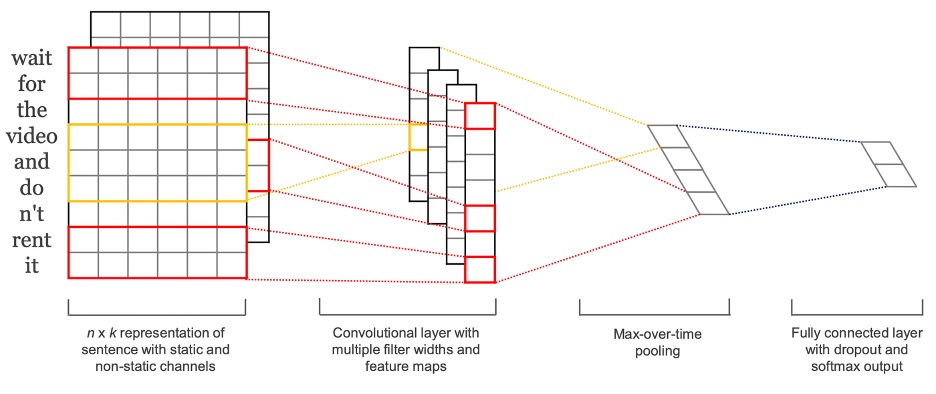 wait
for
the
video
and
do
n't
rent
it
n x k representation of
sentence with static and
non-static channels
Convolutional layer with
multiple filter widths and
feature maps
Max-over-time
pooling
Fully connected layer
with dropout and
softmax output